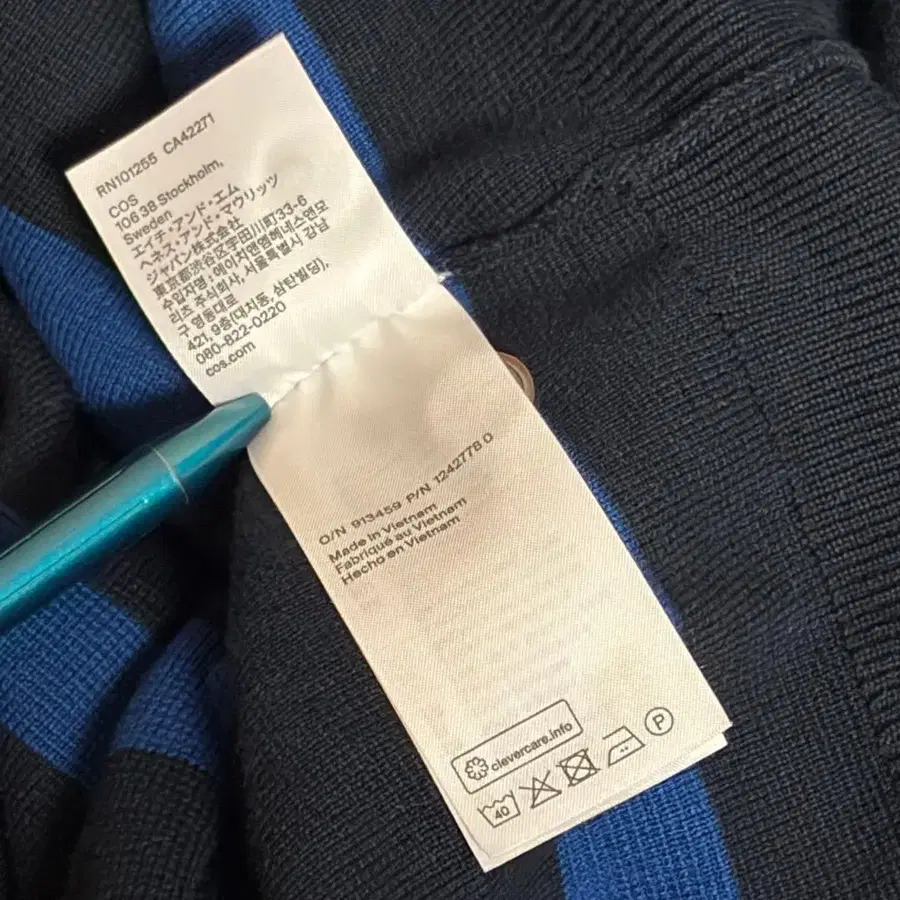 RN101255 CA42271
COS
106 38 Stockholm,
Sweden
エイチ・アンド・エム
ヘネス・アンド・マウリッツ
ジャパン株式会社
東京都渋谷区宇田川町33-6
수입자명 : 에이치앤엠헤네스앤모
리츠 주식회사, 서울특별시 강남
구 영동대로
421, 9층(대치동, 삼탄빌딩),
080-822-0220
cos.com
O/N 913459 P/N 1242778 0
Made in Vietnam
Fabriqué au Vietnam
Hecho en Vietnam
clevercare.info
40 P